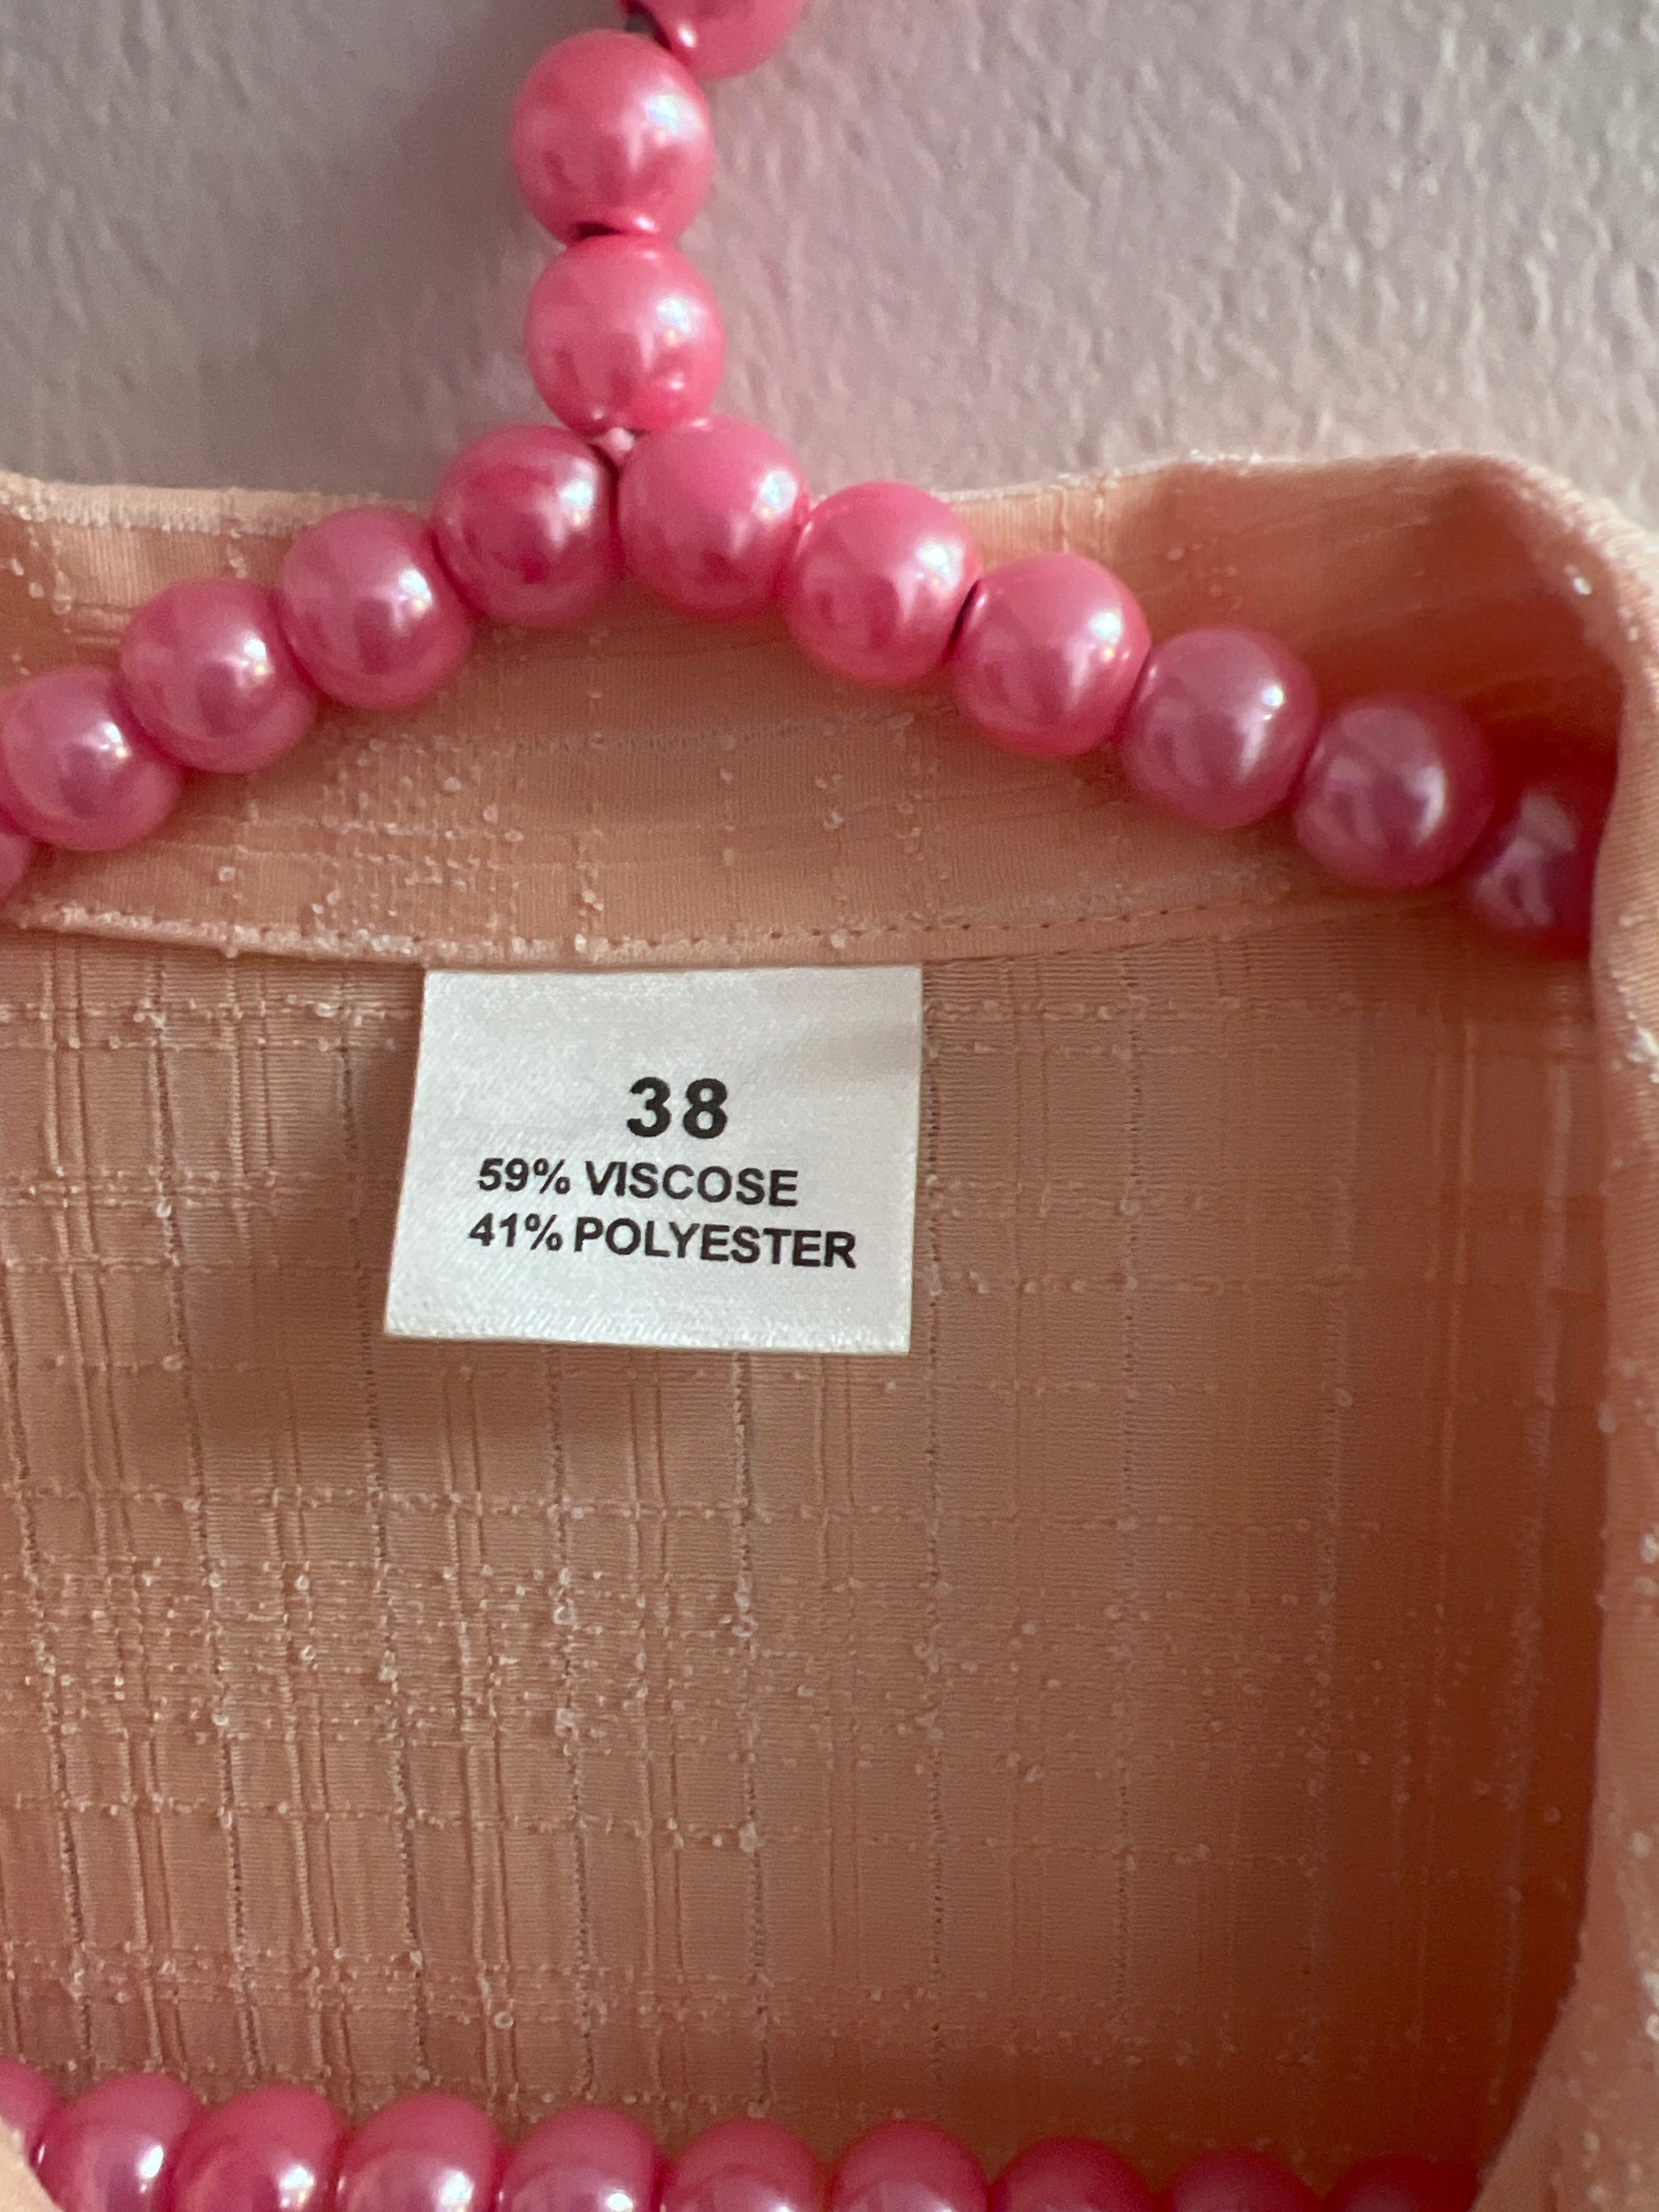 38
59% VISCOSE
41% POLYESTER